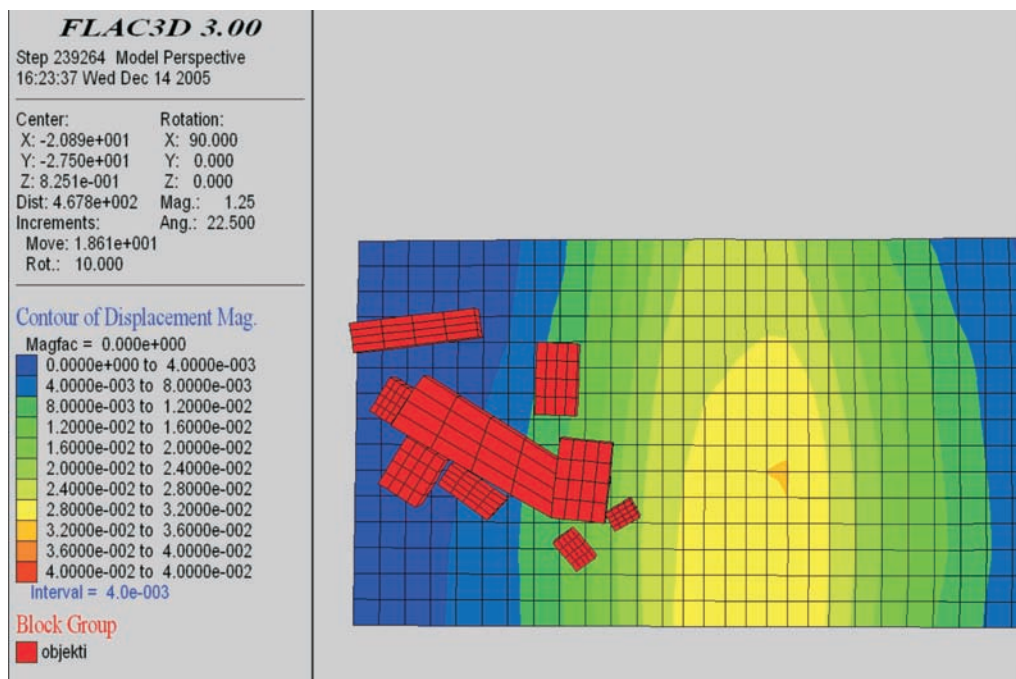 FLAC3D 3.00
Step 239264 Model Perspective
16:23:37 Wed Dec 14 2005
Center: Rotation:
X: -2.089e+001 X: 90.000
Y: -2.750e+001 Y: 0.000
Z: 8.251e-001 Z: 0.000
Dist: 4.678e+002 Mag.: 1.25
Increments: Ang.: 22.500
Move: 1.861e+001
Rot.: 10.000
Contour of Displacement Mag.
Magfac = 0.000e+000
0.0000e+000 to 4.0000e-003
4.0000e-003 to 8.0000e-003
8.0000e-003 to 1.2000e-002
1.2000e-002 to 1.6000e-002
1.6000e-002 to 2.0000e-002
2.0000e-002 to 2.4000e-002
2.4000e-002 to 2.8000e-002
2.8000e-002 to 3.2000e-002
3.2000e-002 to 3.6000e-002
3.6000e-002 to 4.0000e-002
4.0000e-002 to 4.0000e-002
Interval = 4.0e-003
Block Group
objekti